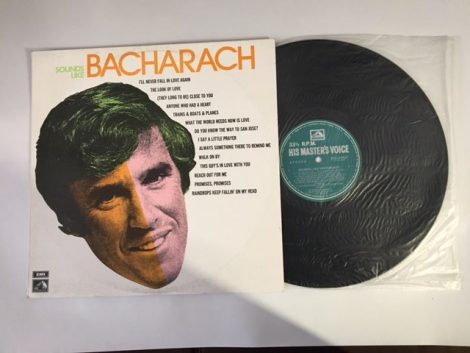 SOUNDS
LIKE
BACHARACH
I'LL NEVER FALL IN LOVE AGAIN
THE LOOK OF LOVE
(THEY LONG TO BE) CLOSE TO YOU
ANYONE WHO HAD A HEART
TRAINS & BOATS & PLANES
WHAT THE WORLD NEEDS NOW IS LOVE
DO YOU KNOW THE WAY TO SAN JOSE?
I SAY A LITTLE PRAYER
ALWAYS SOMETHING THERE TO REMIND ME
WALK ON BY
THIS GUY'S IN LOVE WITH YOU
REACH OUT FOR ME
PROMISES, PROMISES
RAINDROPS KEEP FALLIN' ON MY HEAD
EMI
33⅓ R.P.M.
HIS MASTER'S VOICE